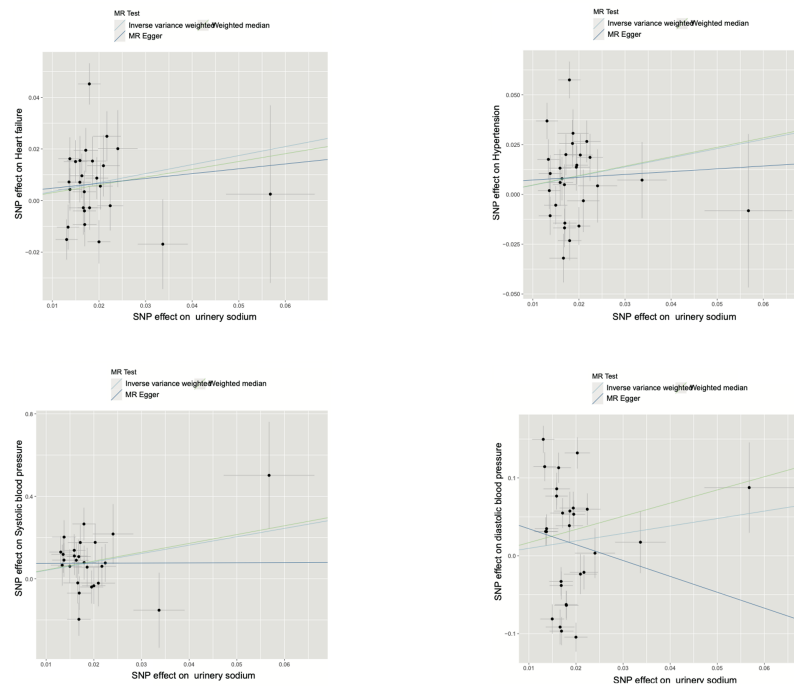 MR Test
Inverse variance weighted Weighted median
MR Egger
SNP effect on Heart failure
0.04
0.02
0.00
−0.02
0.01 0.02 0.03 0.04 0.05 0.06
SNP effect on urinery sodium
MR Test
Inverse variance weighted Weighted median
MR Egger
SNP effect on Hypertension
0.050
0.025
0.000
−0.025
−0.050
0.01 0.02 0.03 0.04 0.05 0.06
SNP effect on urinery sodium
MR Test
Inverse variance weighted Weighted median
MR Egger
SNP effect on Systolic blood pressure
0.8
0.4
0.0
0.01 0.02 0.03 0.04 0.05 0.06
SNP effect on urinery sodium
MR Test
Inverse variance weighted Weighted median
MR Egger
SNP effect on diastolic blood pressure
0.1
0.0
−0.1
0.01 0.02 0.03 0.04 0.05 0.06
SNP effect on urinery sodium